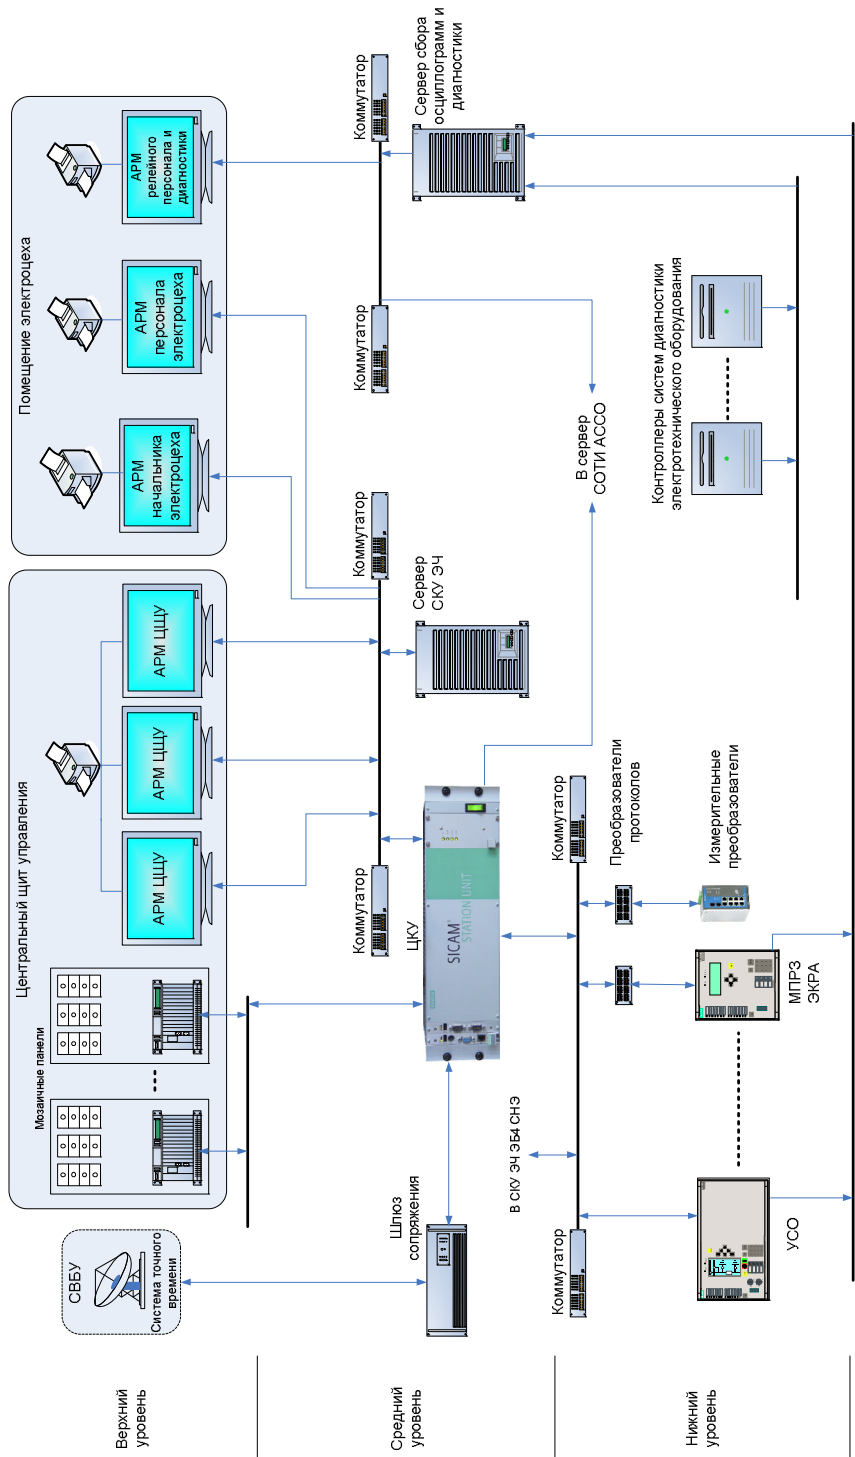 Верхний
уровень
СВБУ
Система точного
времени
Центральный щит управления
Мозаичные панели
АРМ ЦЩУ
АРМ ЦЩУ
АРМ ЦЩУ
Помещение электроцеха
АРМ
начальника
электроцеха
АРМ
персонала
электроцеха
АРМ
релейного
персонала и
диагностики
Средний
уровень
Шлюз
сопряжения
ЦКУ
SICAM
STATION UNIT
Коммутатор
Сервер
СКУ ЭЧ
Коммутатор
Коммутатор
Коммутатор
Сервер сбора
осциллограмм и
диагностики
В сервер
СОТИ АССО
Нижний
уровень
Коммутатор
В СКУ ЭЧ ЭБ4 СНЭ
Коммутатор
УСО
МПРЗ
ЭКРА
Преобразователи
протоколов
Измерительные
преобразователи
Контроллеры систем диагностики
электротехнического оборудования